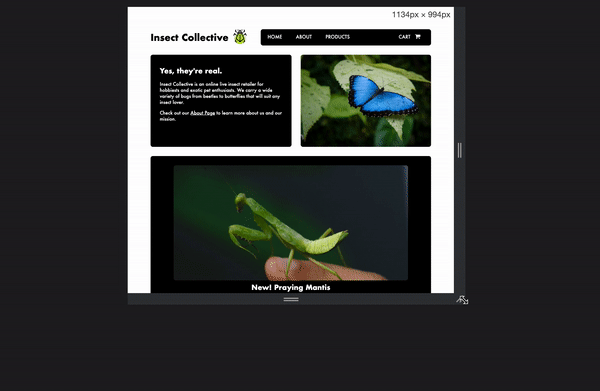 1134px × 994px
Insect Collective
HOME ABOUT PRODUCTS CART
Yes, they're real.
Insect Collective is an online live insect retailer for
hobbiests and exotic pet enthusiasts. We carry a wide
variety of bugs from beetles to butterflies that will suit any
insect lover.
Check out our About Page to learn more about us and our
mission.
New! Praying Mantis